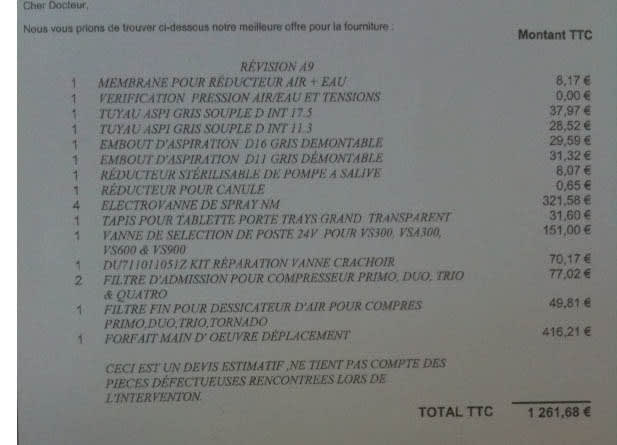 Cher Docteur,
Nous vous prions de trouver ci-dessous notre meilleure offre pour la fourniture :
Montant TTC
RÉVISION A9
1 MEMBRANE POUR RÉDUCTEUR AIR + EAU 8,17 €
1 VERIFICATION PRESSION AIR/EAU ET TENSIONS 0,00 €
1 TUYAU ASPI GRIS SOUPLE D INT 17.5 37,97 €
1 TUYAU ASPI GRIS SOUPLE D INT 11.3 28,52 €
1 EMBOUT D'ASPIRATION D16 GRIS DEMONTABLE 29,59 €
1 EMBOUT D'ASPIRATION D11 GRIS DÉMONTABLE 31,32 €
1 RÉDUCTEUR STÉRILISABLE DE POMPE A SALIVE 8,07 €
1 RÉDUCTEUR POUR CANULE 0,65 €
4 ELECTROVANNE DE SPRAY NM 321,58 €
1 TAPIS POUR TABLETTE PORTE TRAYS GRAND TRANSPARENT 31,60 €
1 VANNE DE SELECTION DE POSTE 24V POUR VS300, VSA300, 151,00 €
VS600 & VS900
1 DU711011051Z KIT RÉPARATION VANNE CRACHOIR 70,17 €
2 FILTRE D'ADMISSION POUR COMPRESSEUR PRIMO, DUO, TRIO 77,02 €
& QUATRO
1 FILTRE FIN POUR DESSICATEUR D'AIR POUR COMPRES 49,81 €
PRIMO,DUO,TRIO,TORNADO
1 FORFAIT MAIN D' OEUVRE DÉPLACEMENT 416,21 €
CECI EST UN DEVIS ESTIMATIF ,NE TIENT PAS COMPTE DES
PIECES DÉFECTUEUSES RENCONTREES LORS DE
L'INTERVENTON.
TOTAL TTC 1 261,68 €